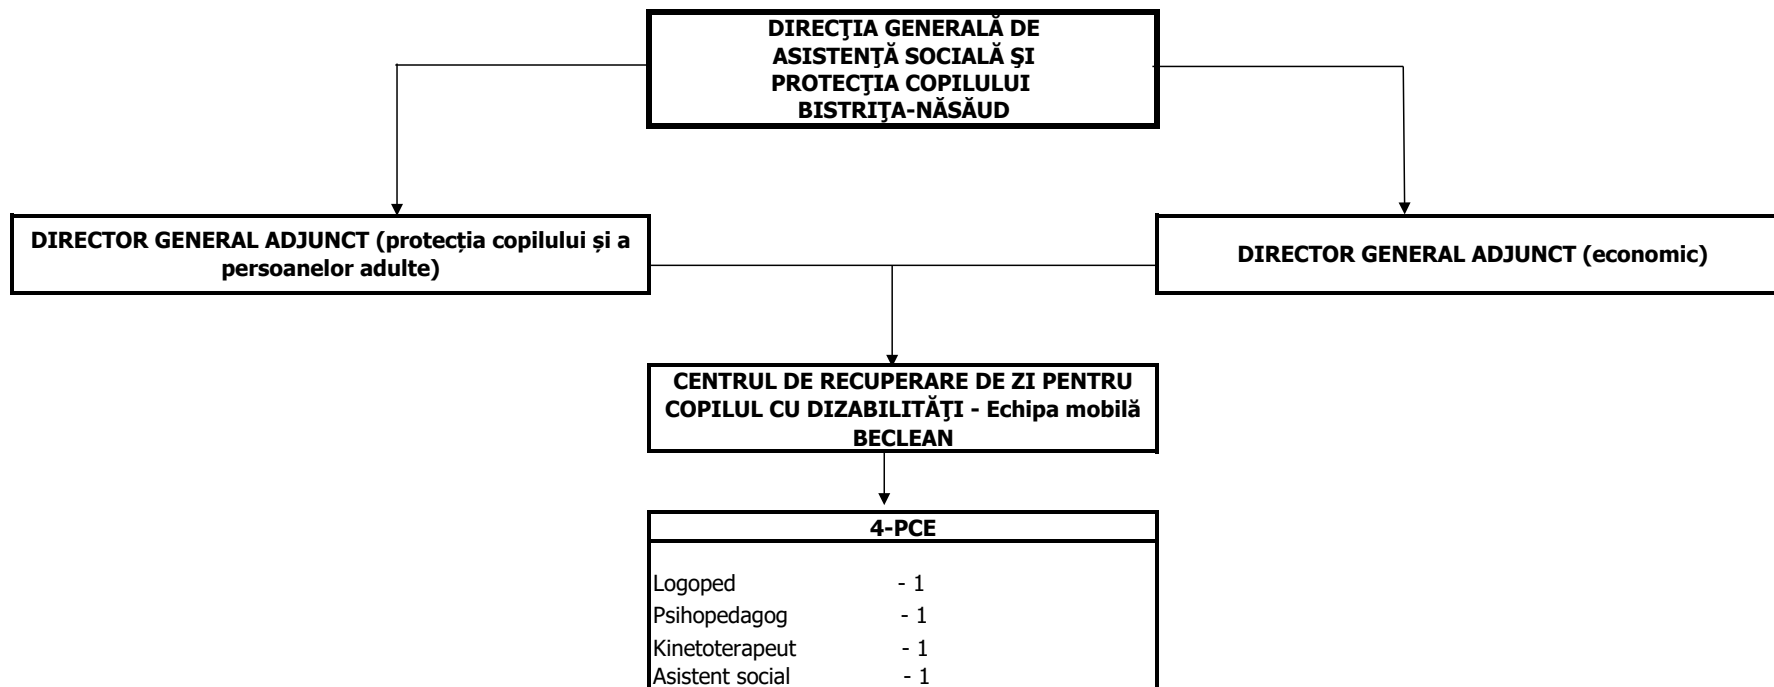 DIRECŢIA GENERALĂ DE
ASISTENŢĂ SOCIALĂ ŞI
PROTECŢIA COPILULUI
BISTRIŢA-NĂSĂUD
DIRECTOR GENERAL ADJUNCT (protecția copilului și a
persoanelor adulte)
DIRECTOR GENERAL ADJUNCT (economic)
CENTRUL DE RECUPERARE DE ZI PENTRU
COPILUL CU DIZABILITĂŢI - Echipa mobilă
BECLEAN
4-PCE
Logoped - 1
Psihopedagog - 1
Kinetoterapeut - 1
Asistent social - 1